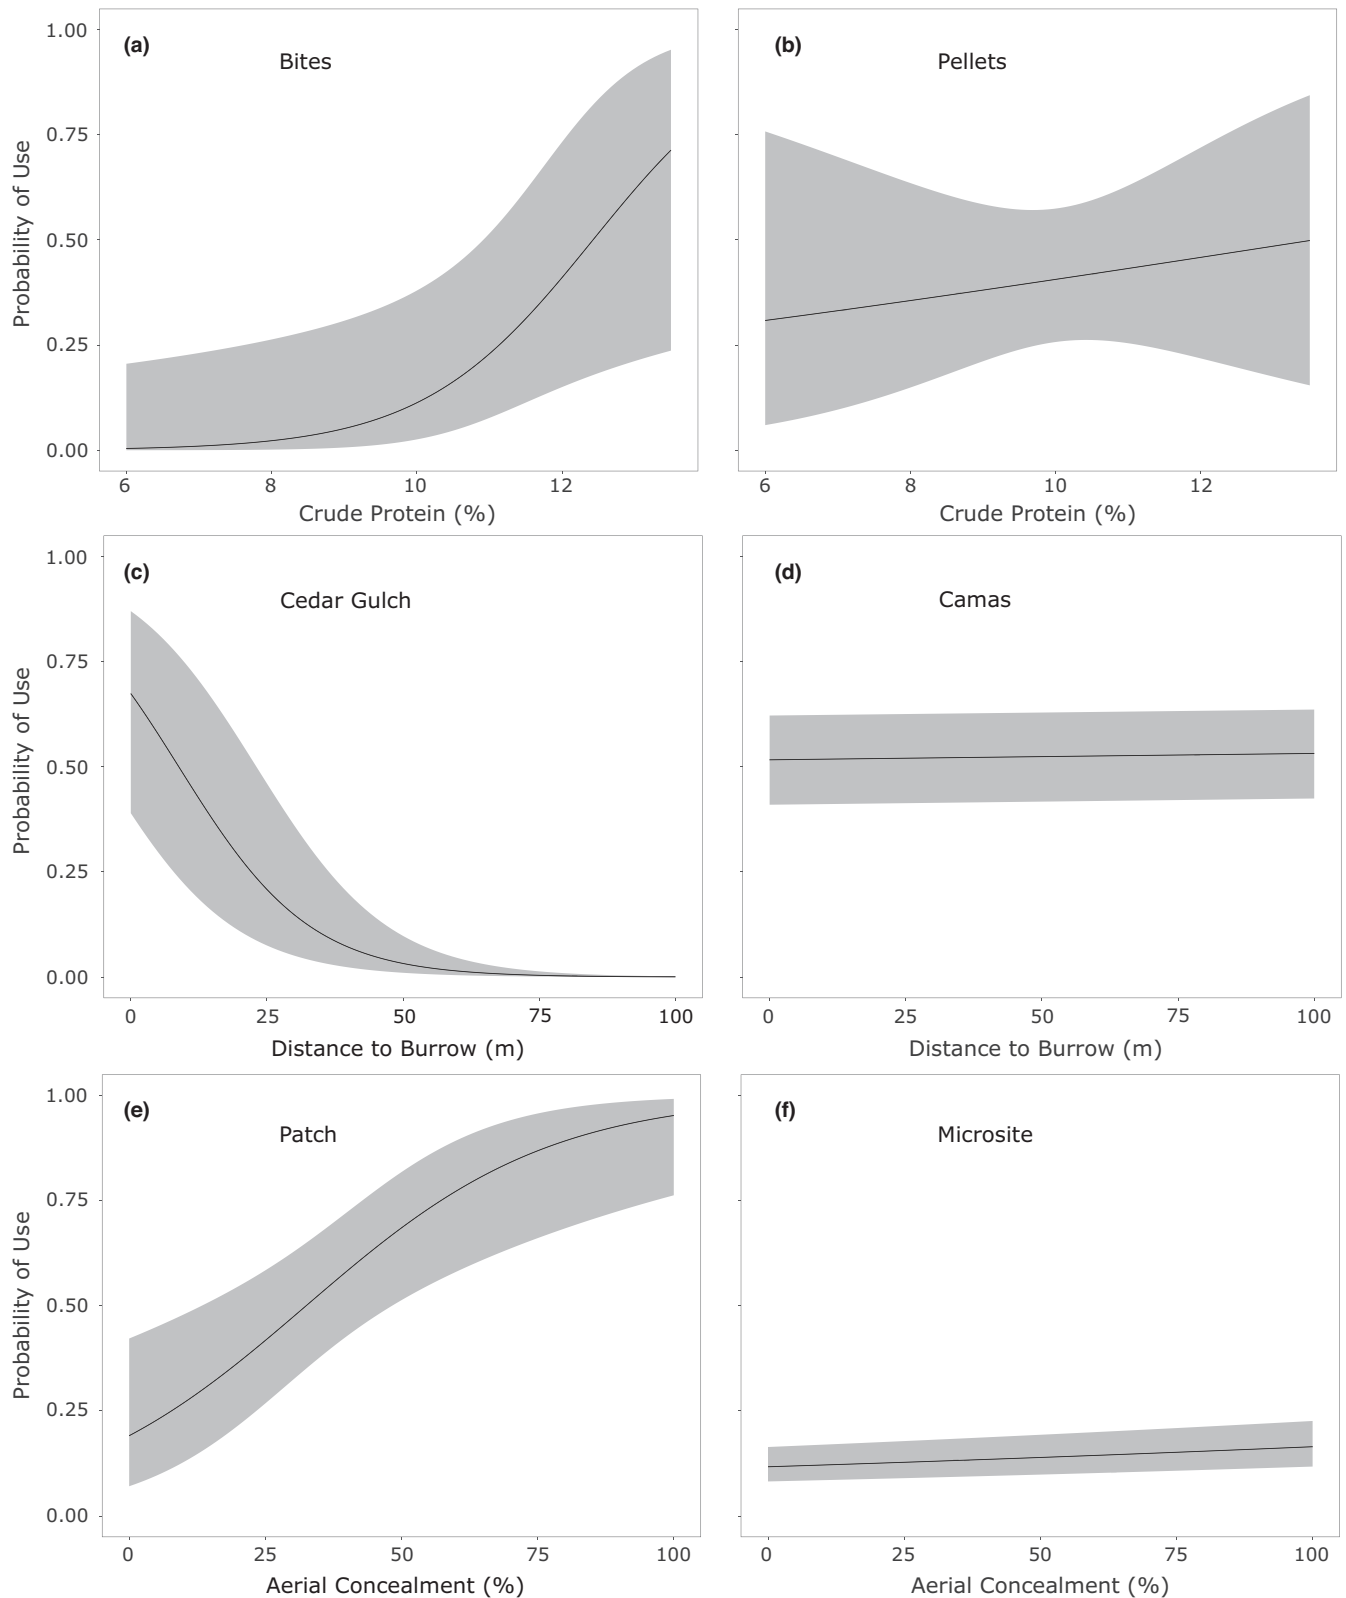 (a)
Bites
1.00
0.75
0.50
0.25
0.00
Probability of Use
6 8 10 12
Crude Protein (%)
(b)
Pellets
6 8 10 12
Crude Protein (%)
(c)
Cedar Gulch
1.00
0.75
0.50
0.25
0.00
Probability of Use
0 25 50 75 100
Distance to Burrow (m)
(d)
Camas
0 25 50 75 100
Distance to Burrow (m)
(e)
Patch
1.00
0.75
0.50
0.25
0.00
Probability of Use
0 25 50 75 100
Aerial Concealment (%)
(f)
Microsite
0 25 50 75 100
Aerial Concealment (%)